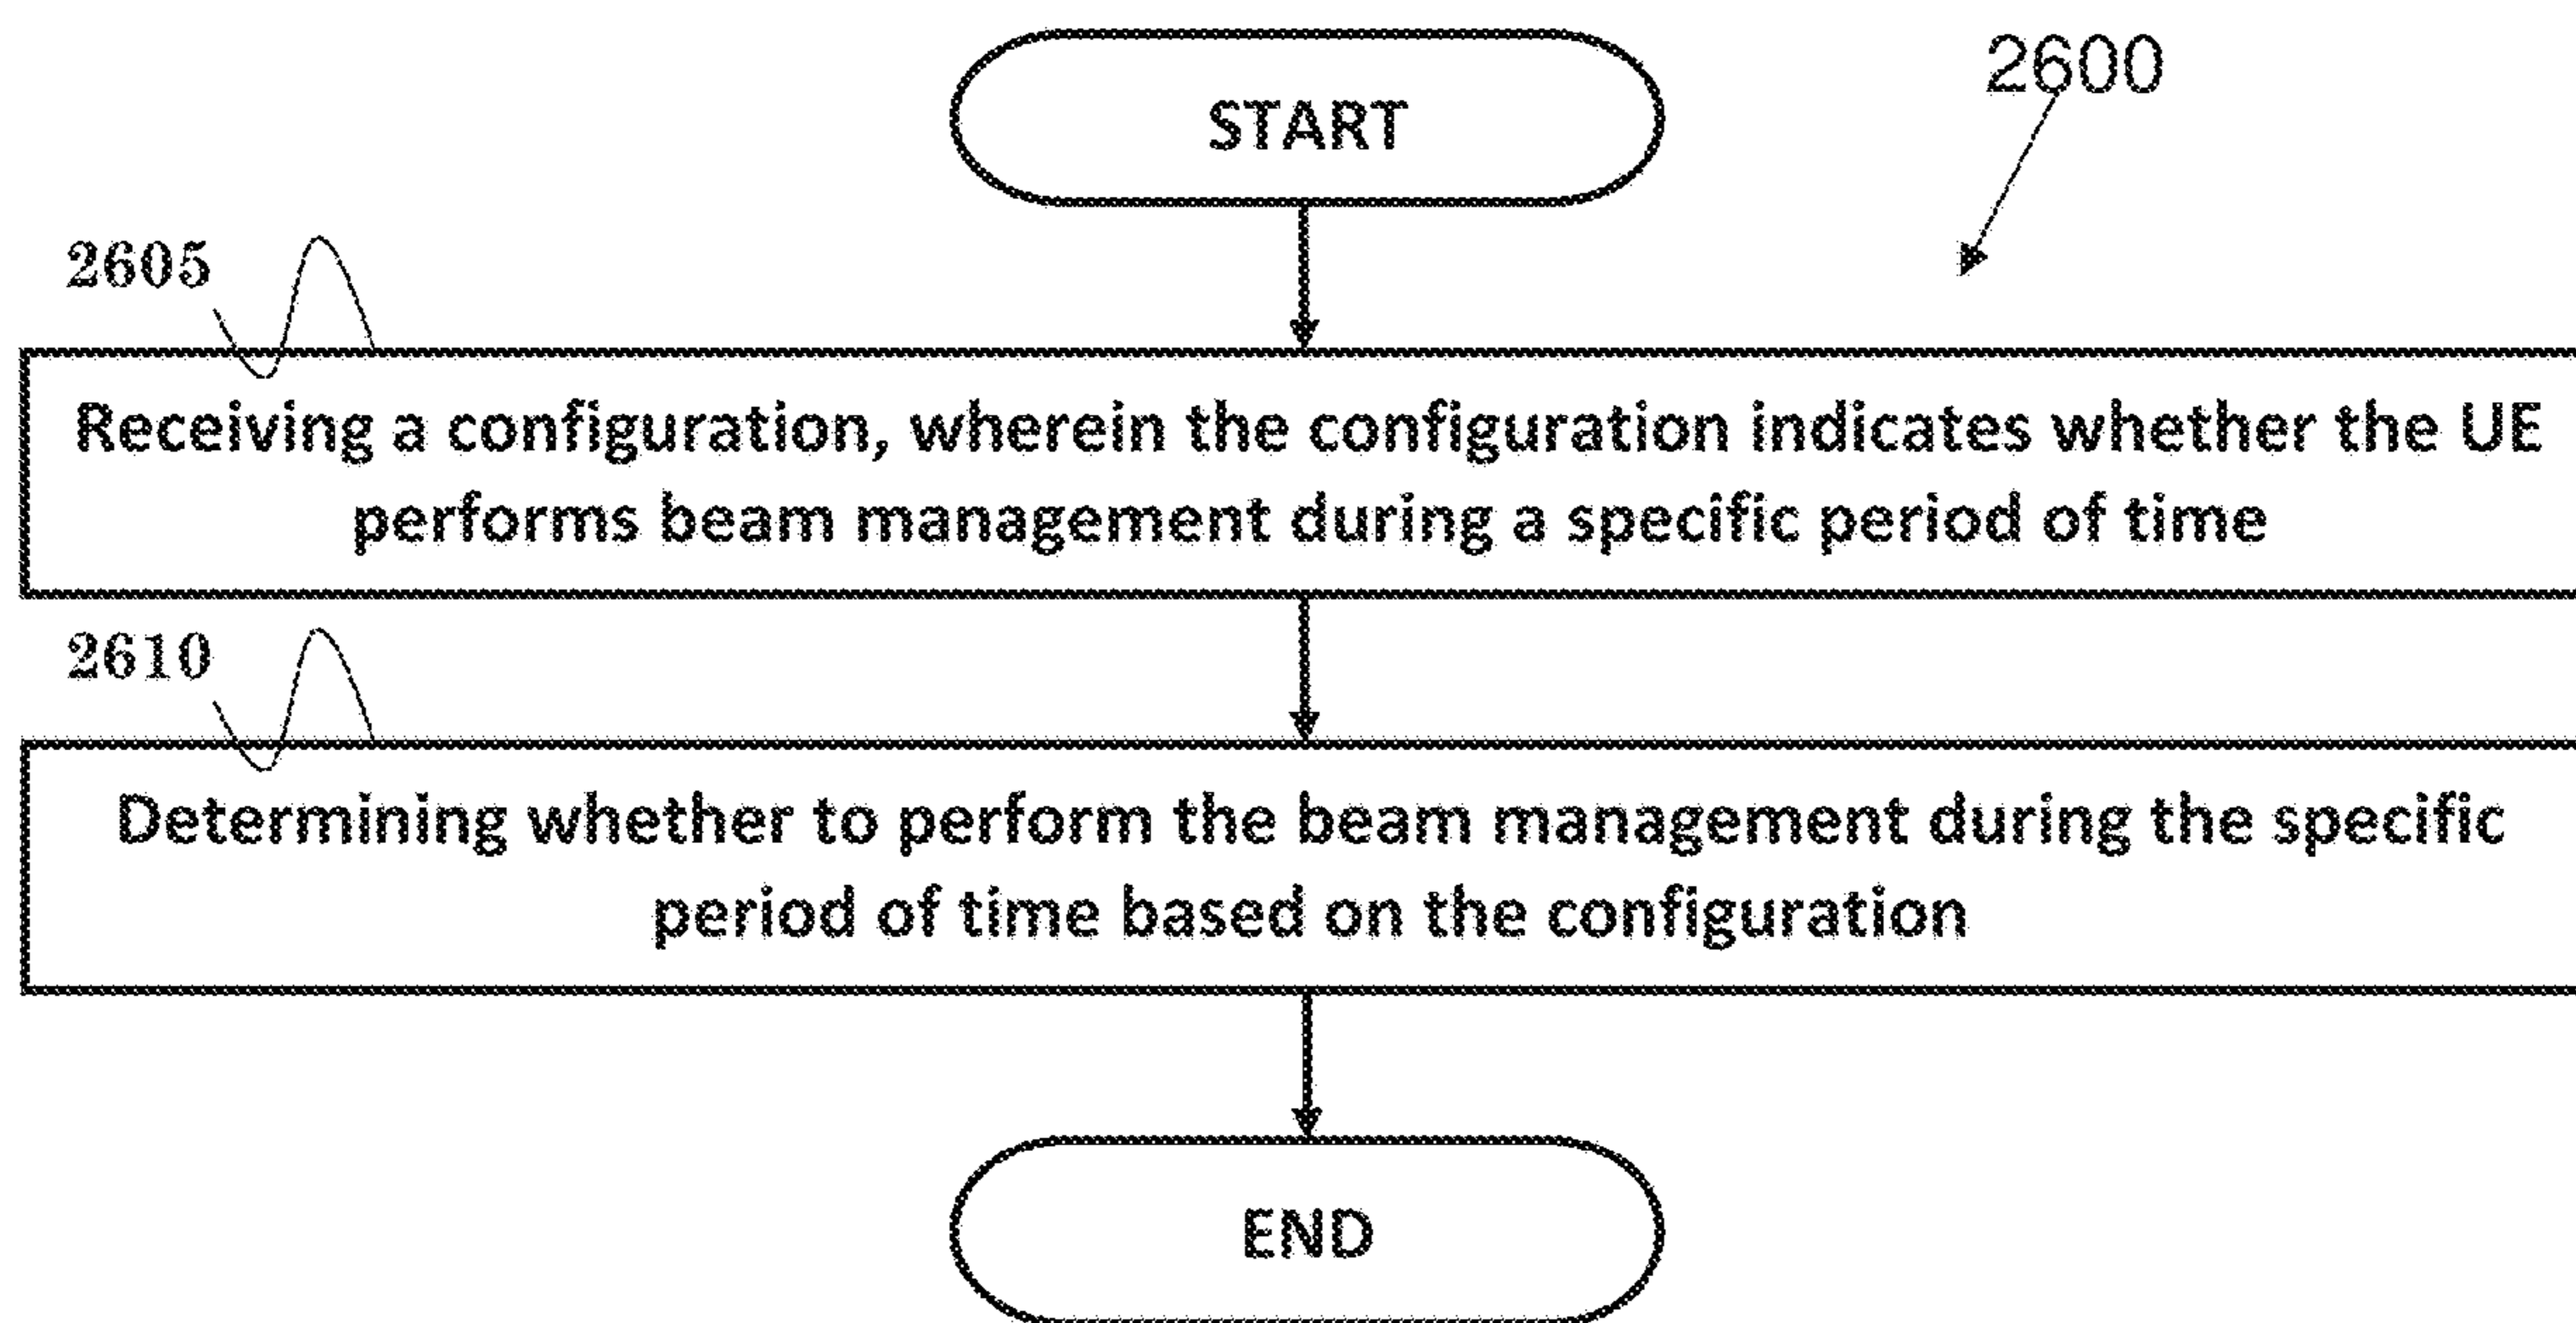 START
2600
2605
Receiving a configuration, wherein the configuration indicates whether the UE
performs beam management during a specific period of time
2610
Determining whether to perform the beam management during the specific
period of time based on the configuration
END